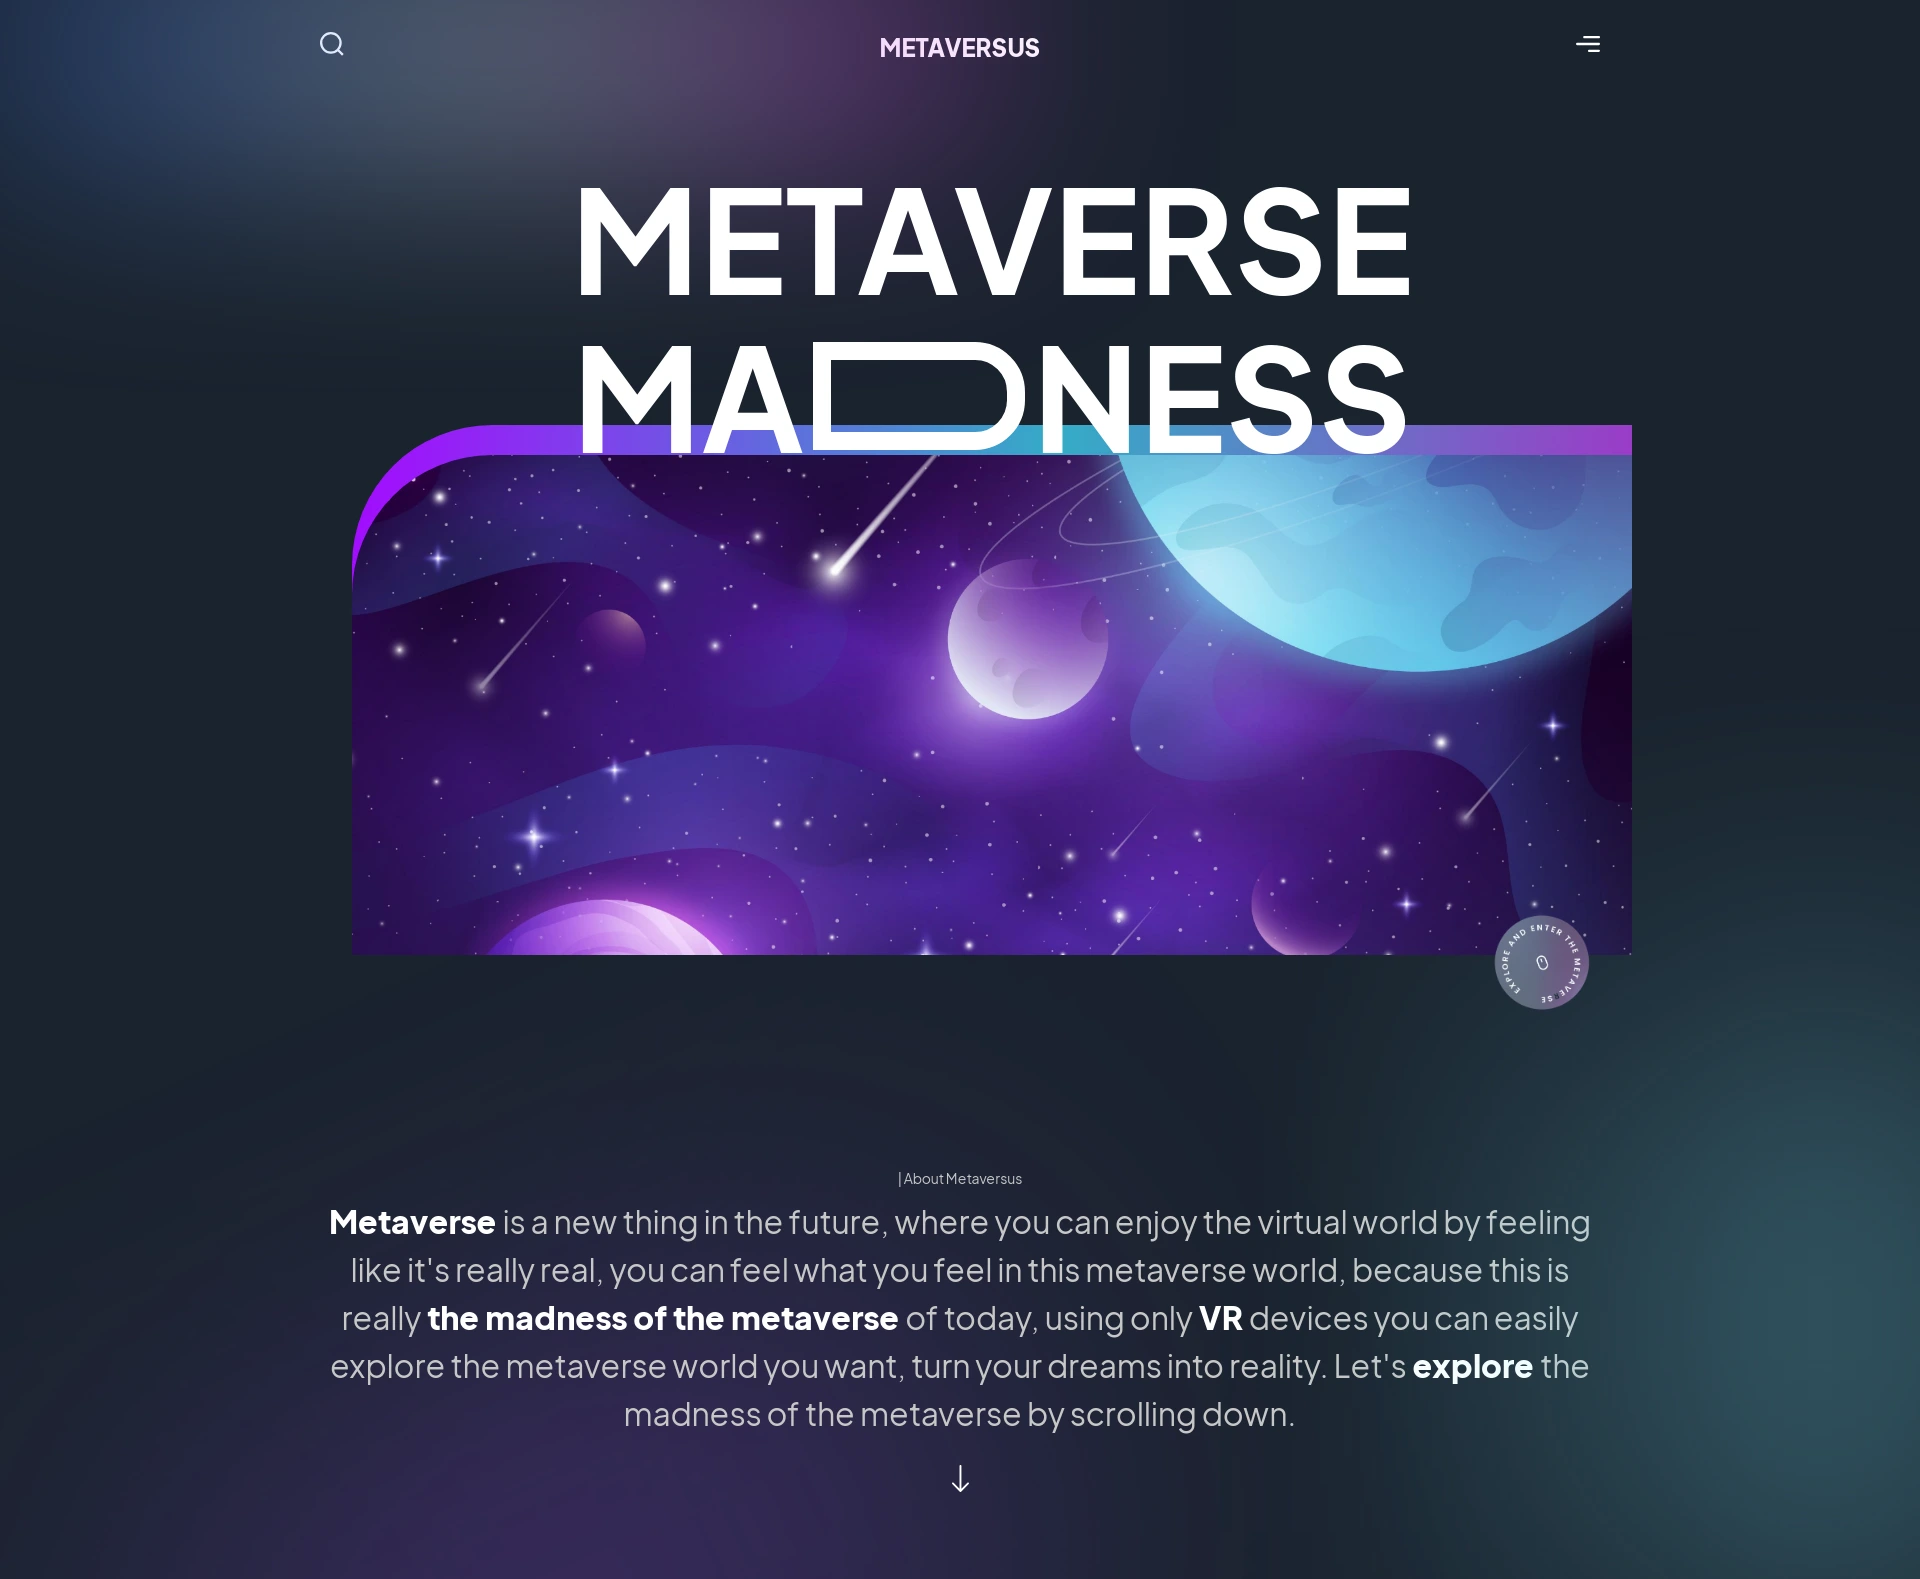 METAVERSUS
METAVERSE
MADNESS
EXPLORE AND ENTER THE METAVERSE
| About Metaversus
Metaverse is a new thing in the future, where you can enjoy the virtual world by feeling
like it's really real, you can feel what you feel in this metaverse world, because this is
really the madness of the metaverse of today, using only VR devices you can easily
explore the metaverse world you want, turn your dreams into reality. Let's explore the
madness of the metaverse by scrolling down.